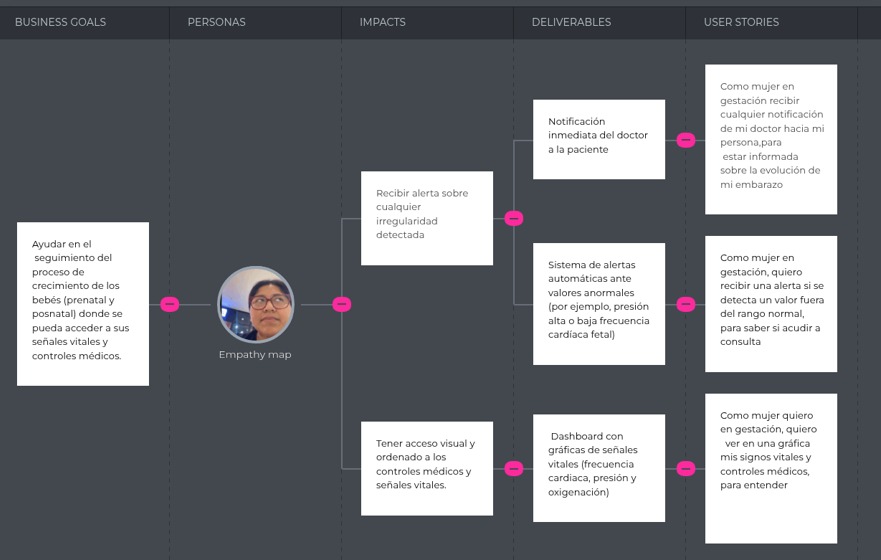 BUSINESS GOALS
PERSONAS
IMPACTS
DELIVERABLES
USER STORIES
Ayudar en el
seguimiento del
proceso de
crecimiento de los
bebés (prenatal y
posnatal) donde se
pueda acceder a sus
señales vitales y
controles médicos.
Empathy map
Recibir alerta sobre
cualquier
irregularidad
detectada
Tener acceso visual y
ordenado a los
controles médicos y
señales vitales.
Notificación
inmediata del doctor
a la paciente
Sistema de alertas
automáticas ante
valores anormales
(por ejemplo, presión
alta o baja frecuencia
cardíaca fetal)
Dashboard con
gráficas de señales
vitales (frecuencia
cardiaca, presión y
oxigenación)
Como mujer en
gestación recibir
cualquier notificación
de mi doctor hacia mi
persona,para
estar informada
sobre la evolución de
mi embarazo
Como mujer en
gestación, quiero
recibir una alerta si se
detecta un valor fuera
del rango normal,
para saber si acudir a
consulta
Como mujer quiero
en gestación, quiero
ver en una gráfica
mis signos vitales y
controles médicos,
para entender